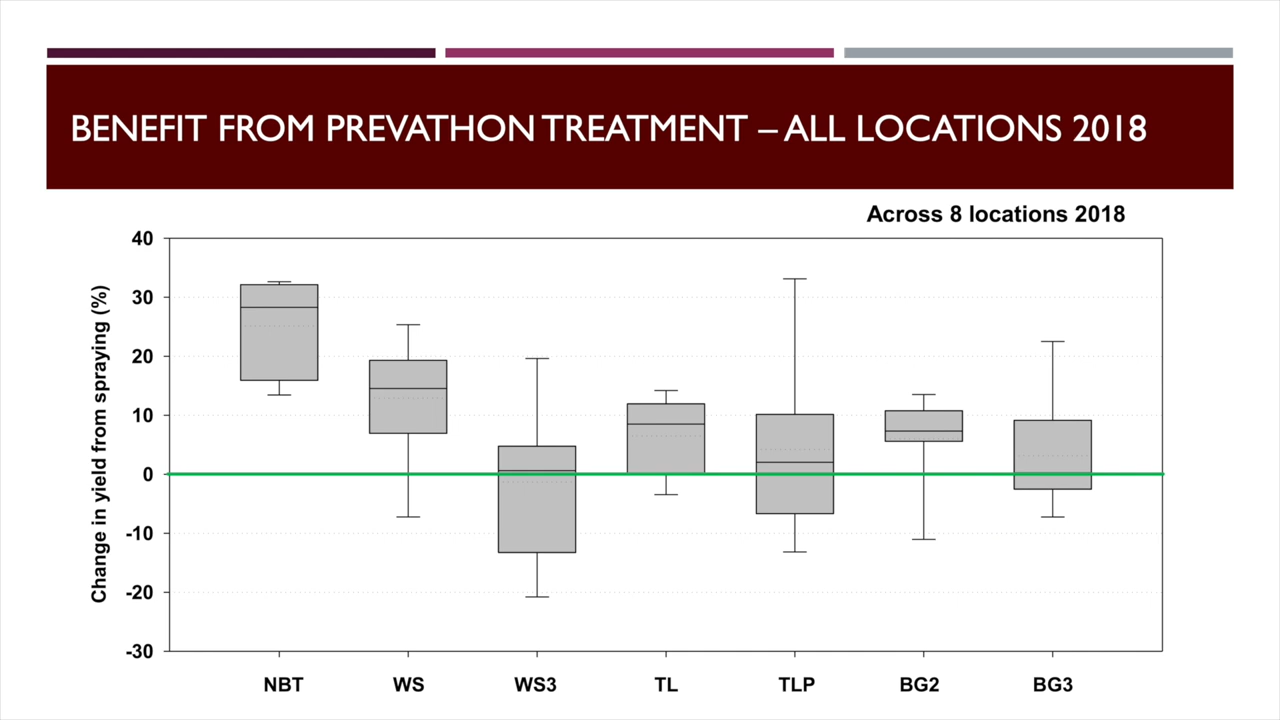 BENEFIT FROM PREVATHON TREATMENT – ALL LOCATIONS 2018
Across 8 locations 2018
Change in yield from spraying (%)
40
30
20
10
0
-10
-20
-30
NBT WS WS3 TL TLP BG2 BG3